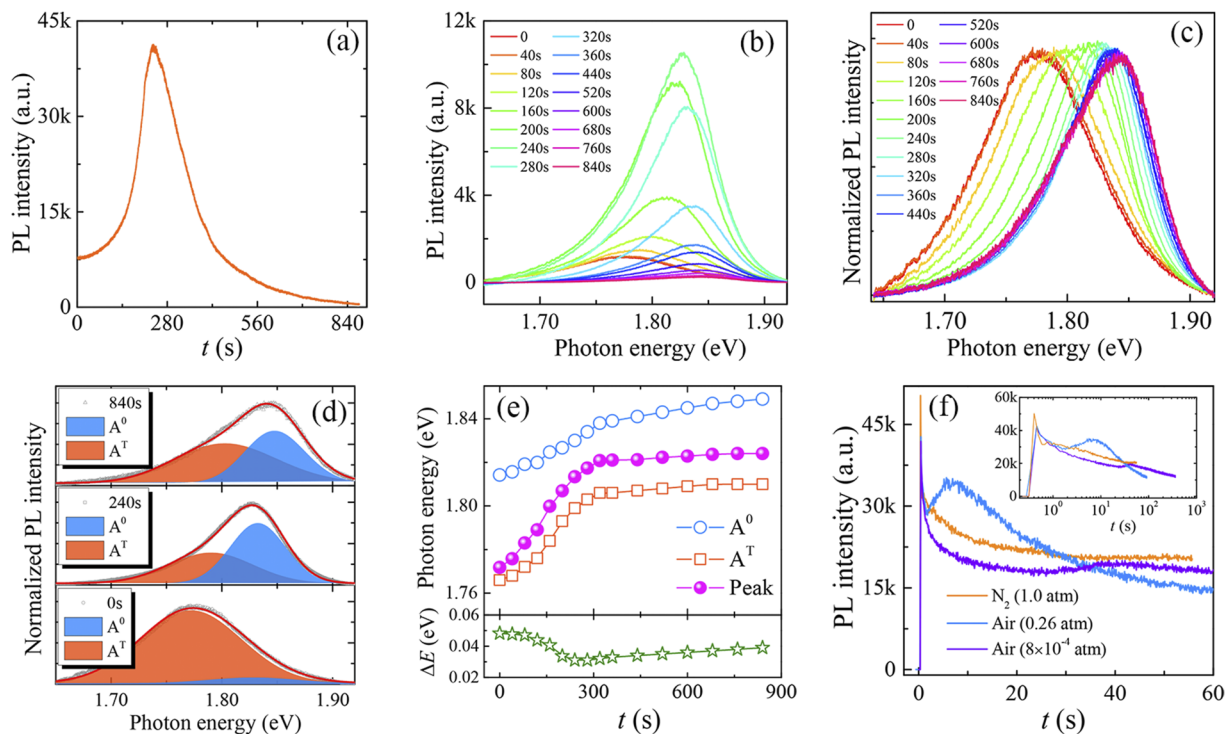 (a)
45k
30k
15k
0
PL intensity (a.u.)
0 280 560 840
t (s)
(b)
12k
8k
4k
0
PL intensity (a.u.)
0 320s
40s 360s
80s 440s
120s 520s
160s 600s
200s 680s
240s 760s
280s 840s
1.70 1.80 1.90
Photon energy (eV)
(c)
Normalized PL intensity
0 520s
40s 600s
80s 680s
120s 760s
160s 840s
200s
240s
280s
320s
360s
440s
1.70 1.80 1.90
Photon energy (eV)
(d)
Normalized PL intensity
840s
A⁰
Aᵀ
240s
A⁰
Aᵀ
0s
A⁰
Aᵀ
1.70 1.80 1.90
Photon energy (eV)
(e)
1.84
1.80
1.76
Photon energy (eV)
A⁰
Aᵀ
Peak
0.06
0.04
0.02
ΔE (eV)
0 300 600 900
t (s)
(f)
45k
30k
15k
0
PL intensity (a.u.)
60k
40k
20k
0
10⁰ 10¹ 10² 10³
t (s)
N₂ (1.0 atm)
Air (0.26 atm)
Air (8×10⁻⁴ atm)
0 20 40 60
t (s)